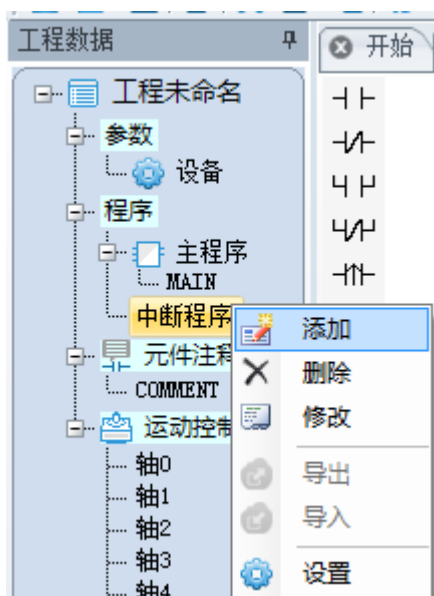 工程数据
开始
工程未命名
参数
设备
程序
主程序
MAIN
中断程序
添加
元件注释
删除
COMMENT
修改
运动控制
轴0
导出
轴1
轴2
导入
轴3
设置
轴4